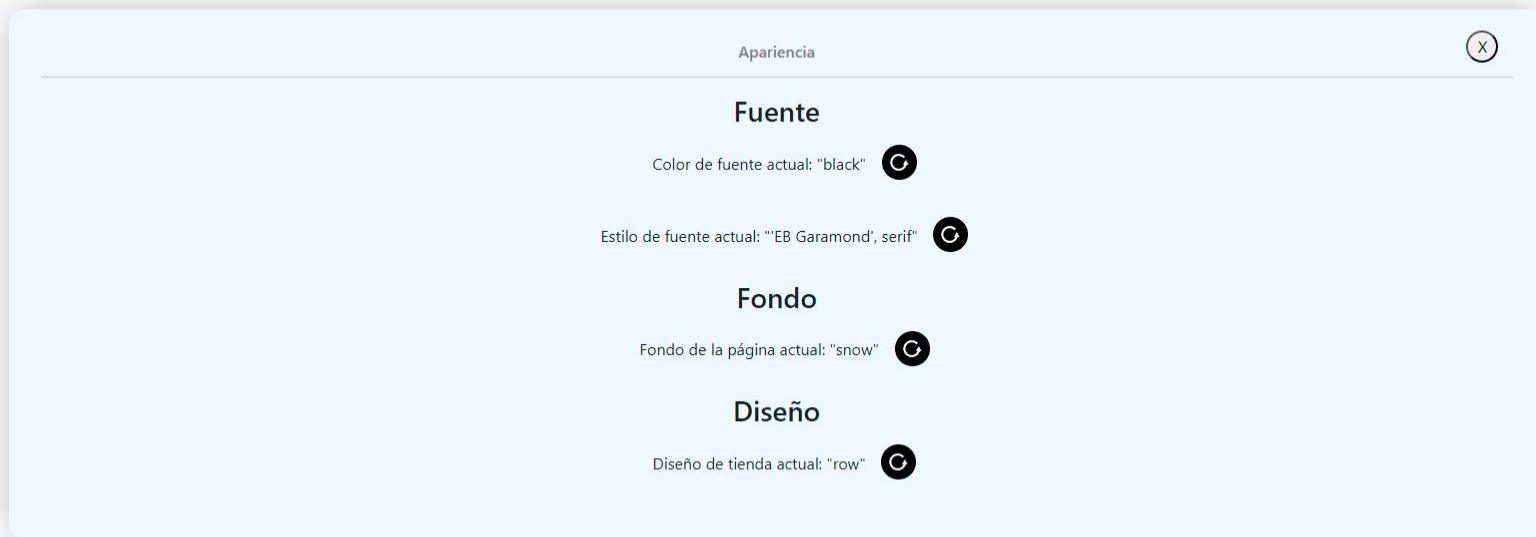 Apariencia
X
Fuente
Color de fuente actual: "black"
Estilo de fuente actual: "'EB Garamond', serif"
Fondo
Fondo de la página actual: "snow"
Diseño
Diseño de tienda actual: "row"